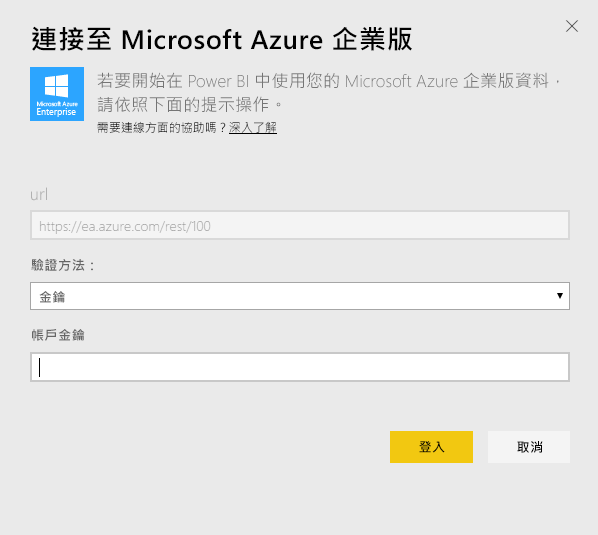 連接至 Microsoft Azure 企業版
Microsoft Azure
Enterprise
若要開始在 Power BI 中使用您的 Microsoft Azure 企業版資料，
請依照下面的提示操作。
需要連線方面的協助嗎？深入了解
url
https://ea.azure.com/rest/100
驗證方法：
金鑰
帳戶金鑰
登入
取消